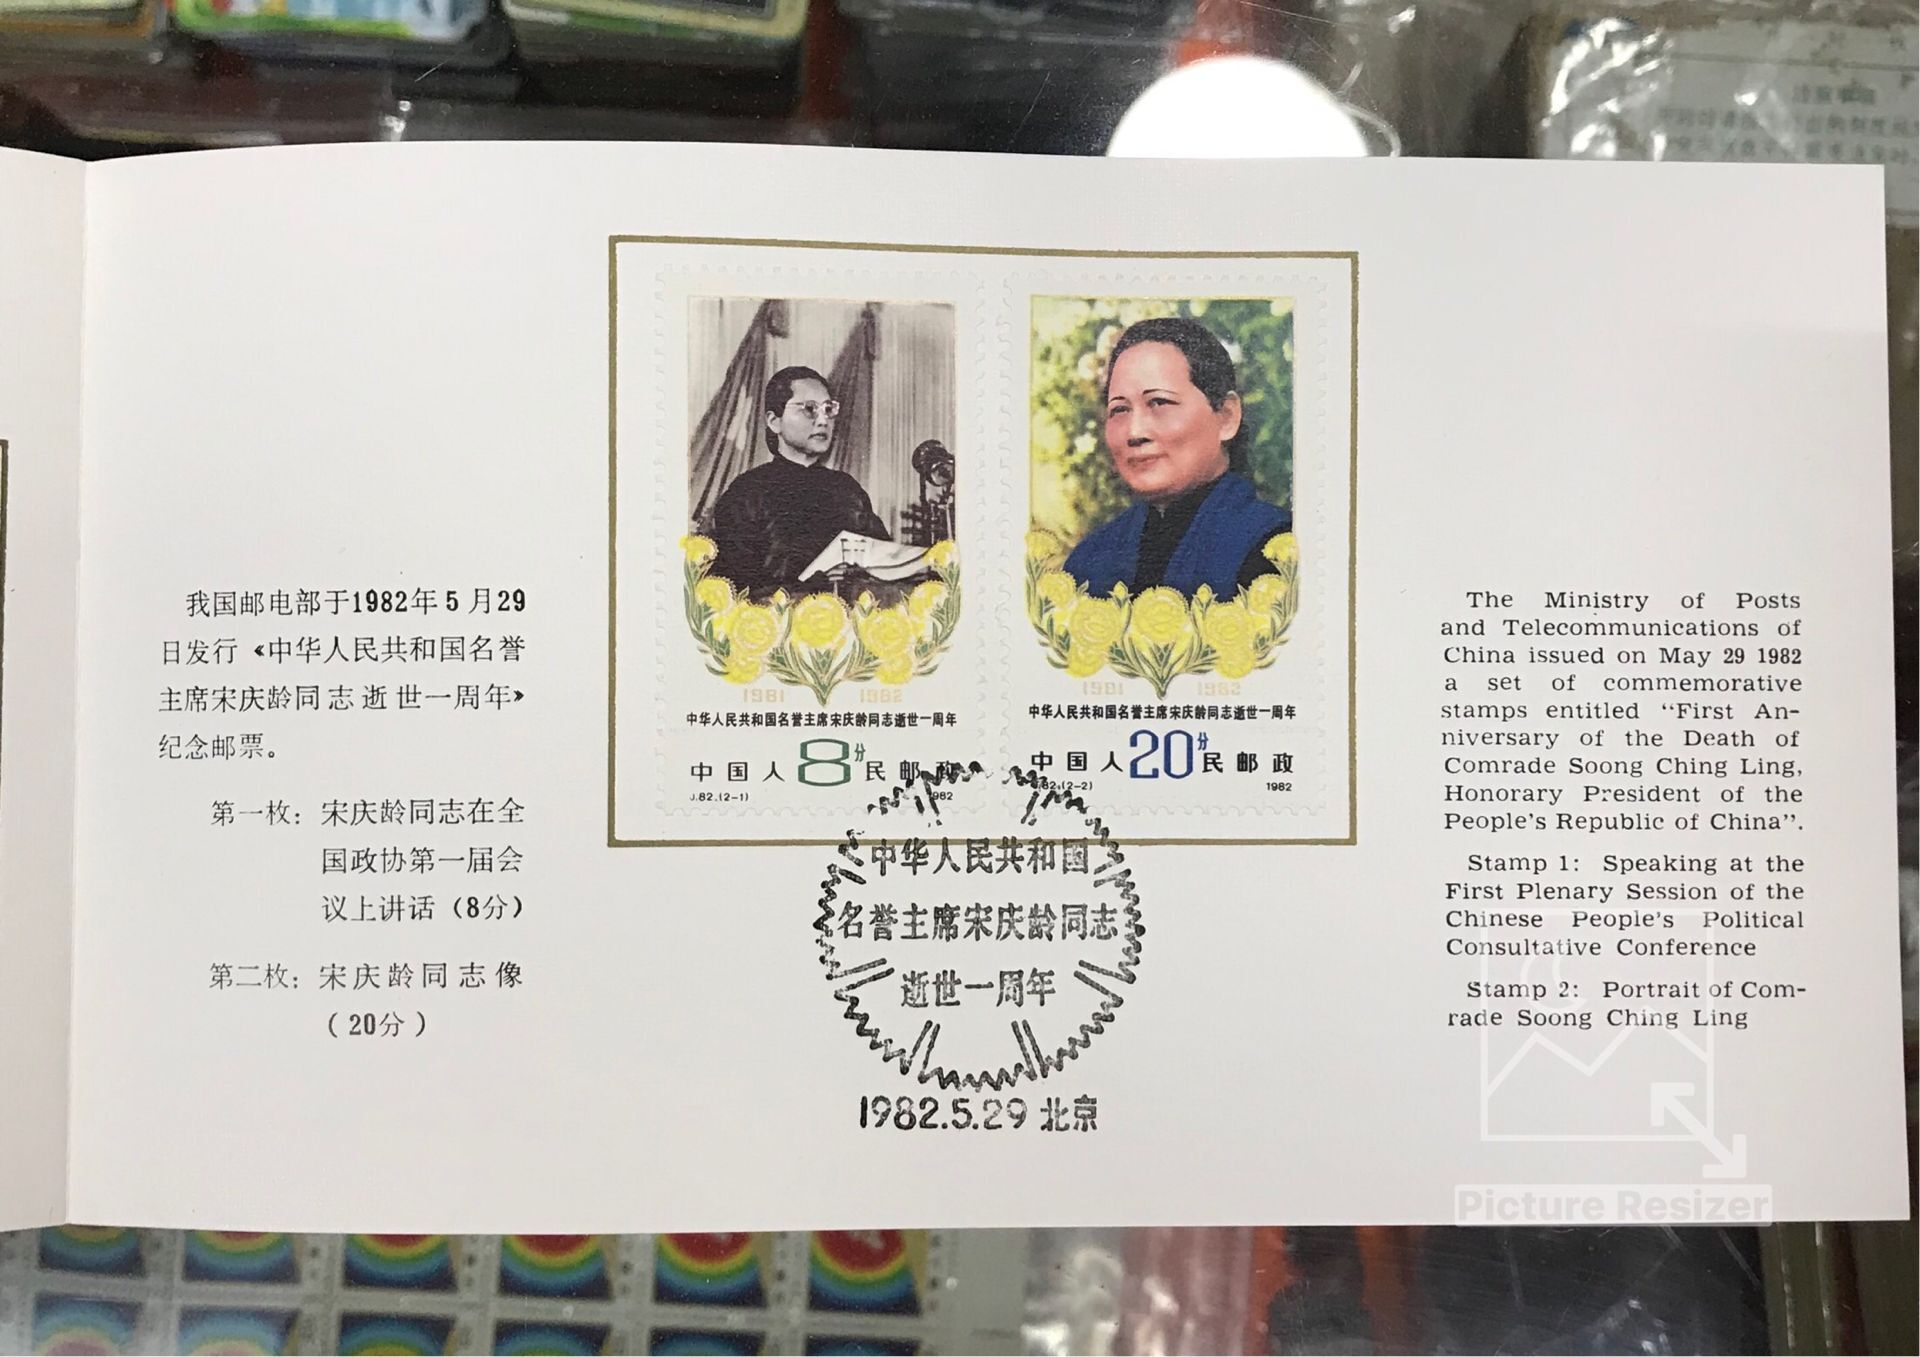 我国邮电部于1982年5月29
日发行《中华人民共和国名誉
主席宋庆龄同志逝世一周年》
纪念邮票。
第一枚：宋庆龄同志在全
国政协第一届会
议上讲话（8分）
第二枚：宋庆龄同志像
（20分）
1981 1982
中华人民共和国名誉主席宋庆龄同志逝世一周年
中国人8分民邮政
J.82.(2-1) 1982
1981 1982
中华人民共和国名誉主席宋庆龄同志逝世一周年
中国人20分民邮政
J.82.(2-2) 1982
中华人民共和国
名誉主席宋庆龄同志
逝世一周年
1982.5.29 北京
The Ministry of Posts
and Telecommunications of
China issued on May 29 1982
a set of commemorative
stamps entitled “First An-
niversary of the Death of
Comrade Soong Ching Ling,
Honorary President of the
People’s Republic of China”.
Stamp 1: Speaking at the
First Plenary Session of the
Chinese People’s Political
Consultative Conference
Stamp 2: Portrait of Com-
rade Soong Ching Ling
Picture Resizer